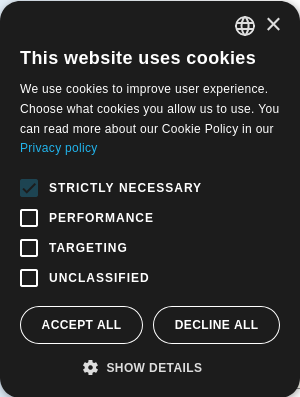 This website uses cookies
We use cookies to improve user experience.
Choose what cookies you allow us to use. You
can read more about our Cookie Policy in our
Privacy policy
STRICTLY NECESSARY
PERFORMANCE
TARGETING
UNCLASSIFIED
ACCEPT ALL DECLINE ALL
SHOW DETAILS